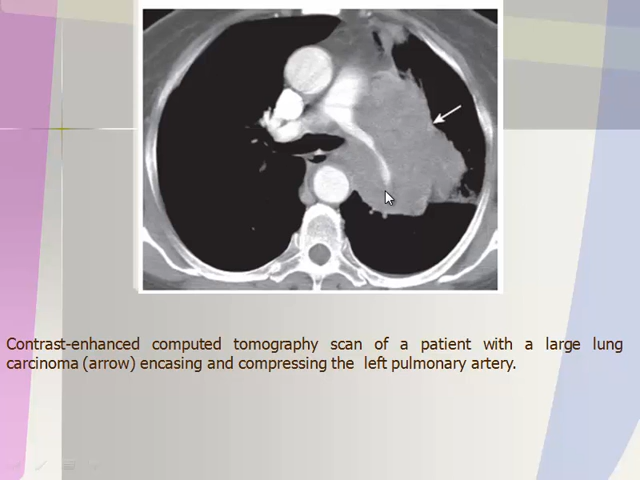 Contrast-enhanced computed tomography scan of a patient with a large lung
carcinoma (arrow) encasing and compressing the left pulmonary artery.